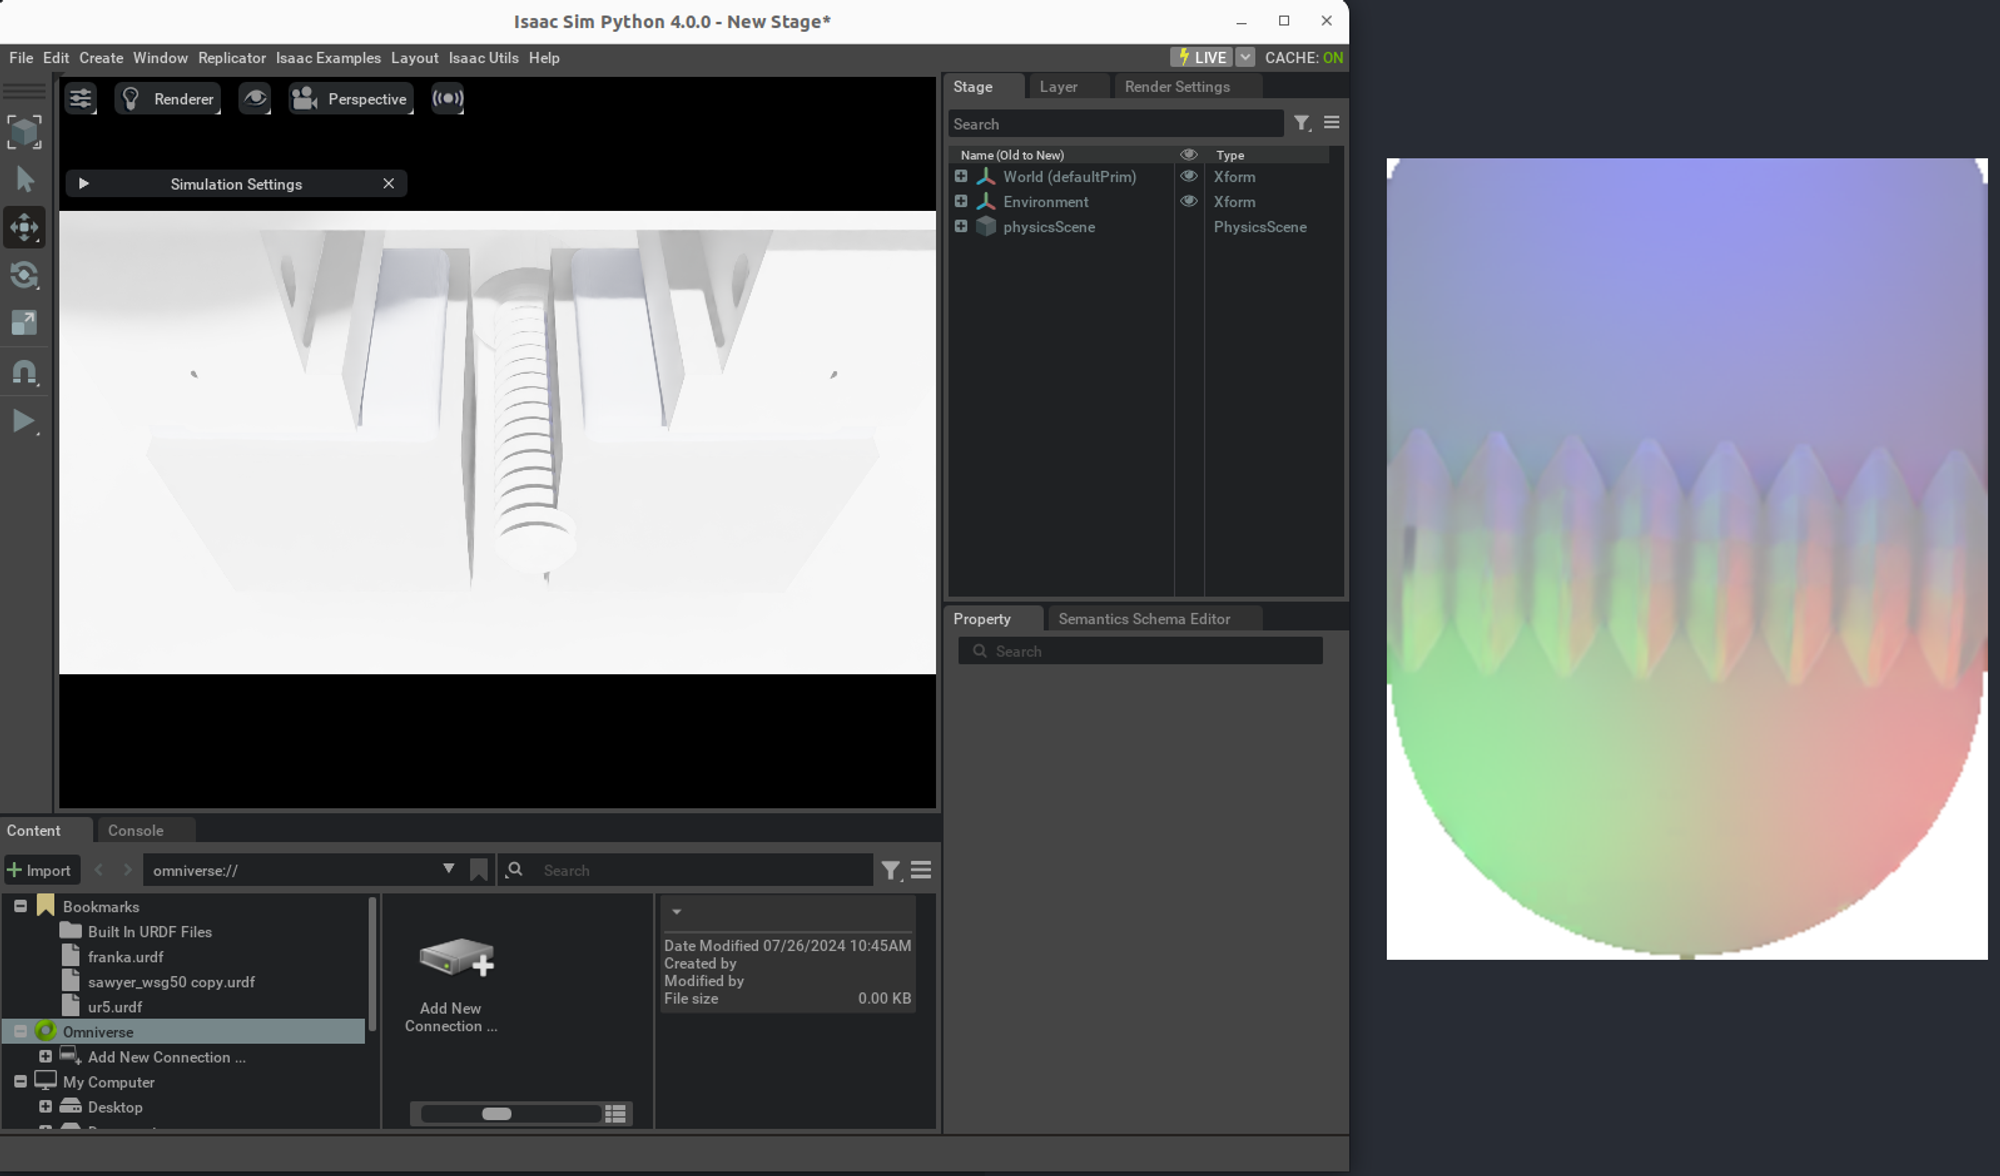 Isaac Sim Python 4.0.0 - New Stage*
File Edit Create Window Replicator Isaac Examples Layout Isaac Utils Help
LIVE CACHE: ON
Renderer Perspective
Simulation Settings
Stage Layer Render Settings
Search
Name (Old to New) Type
World (defaultPrim) Xform
Environment Xform
physicsScene PhysicsScene
Property Semantics Schema Editor
Search
Content Console
Import omniverse:// Search
Bookmarks
Built In URDF Files
franka.urdf
sawyer_wsg50 copy.urdf
ur5.urdf
Omniverse
Add New Connection ...
My Computer
Desktop
Add New
Connection ...
Date Modified 07/26/2024 10:45AM
Created by
Modified by
File size 0.00 KB